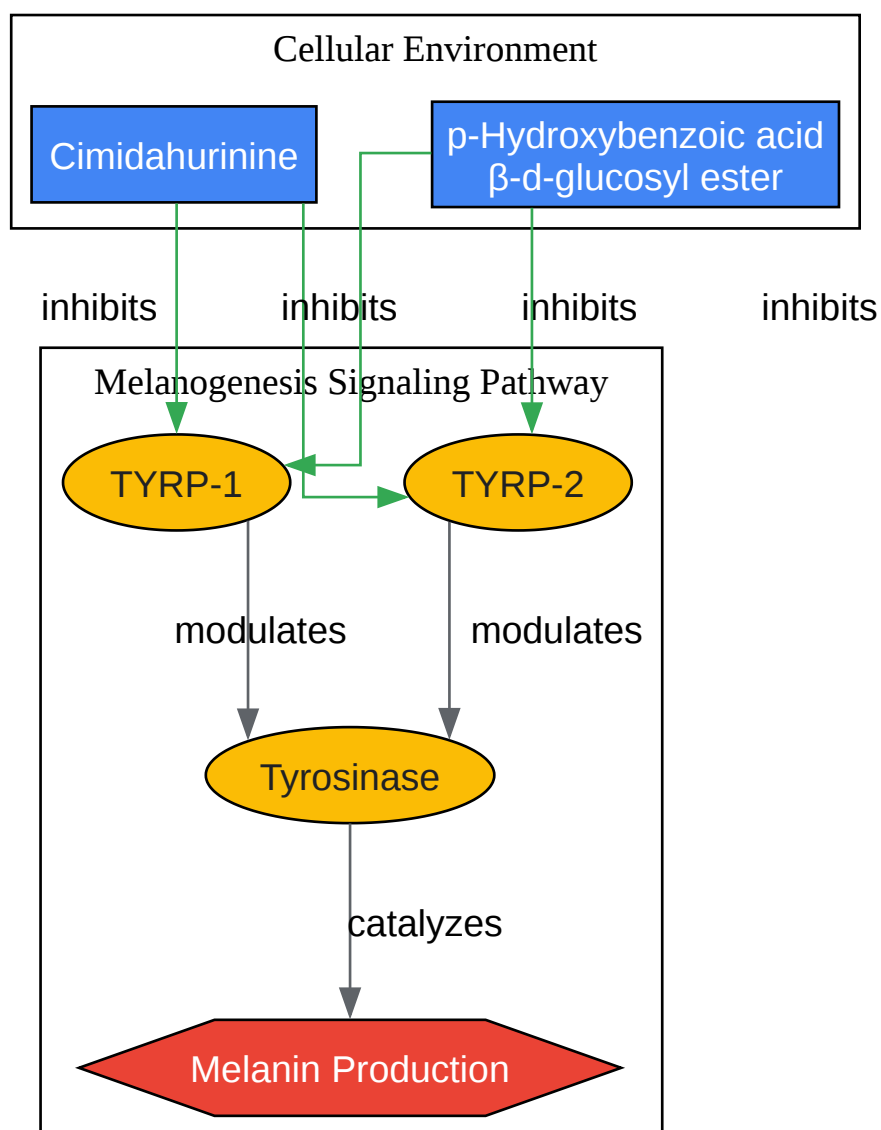 Cellular Environment
Cimidahurinine
p-Hydroxybenzoic acid
β-d-glucosyl ester
inhibits
inhibits
inhibits
inhibits
Melanogenesis Signaling Pathway
TYRP-1
TYRP-2
modulates
modulates
Tyrosinase
catalyzes
Melanin Production